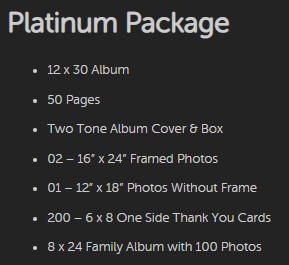 Platinum Package
12 x 30 Album
50 Pages
Two Tone Album Cover & Box
02 – 16” x 24” Framed Photos
01 – 12” x 18” Photos Without Frame
200 – 6 x 8 One Side Thank You Cards
8 x 24 Family Album with 100 Photos